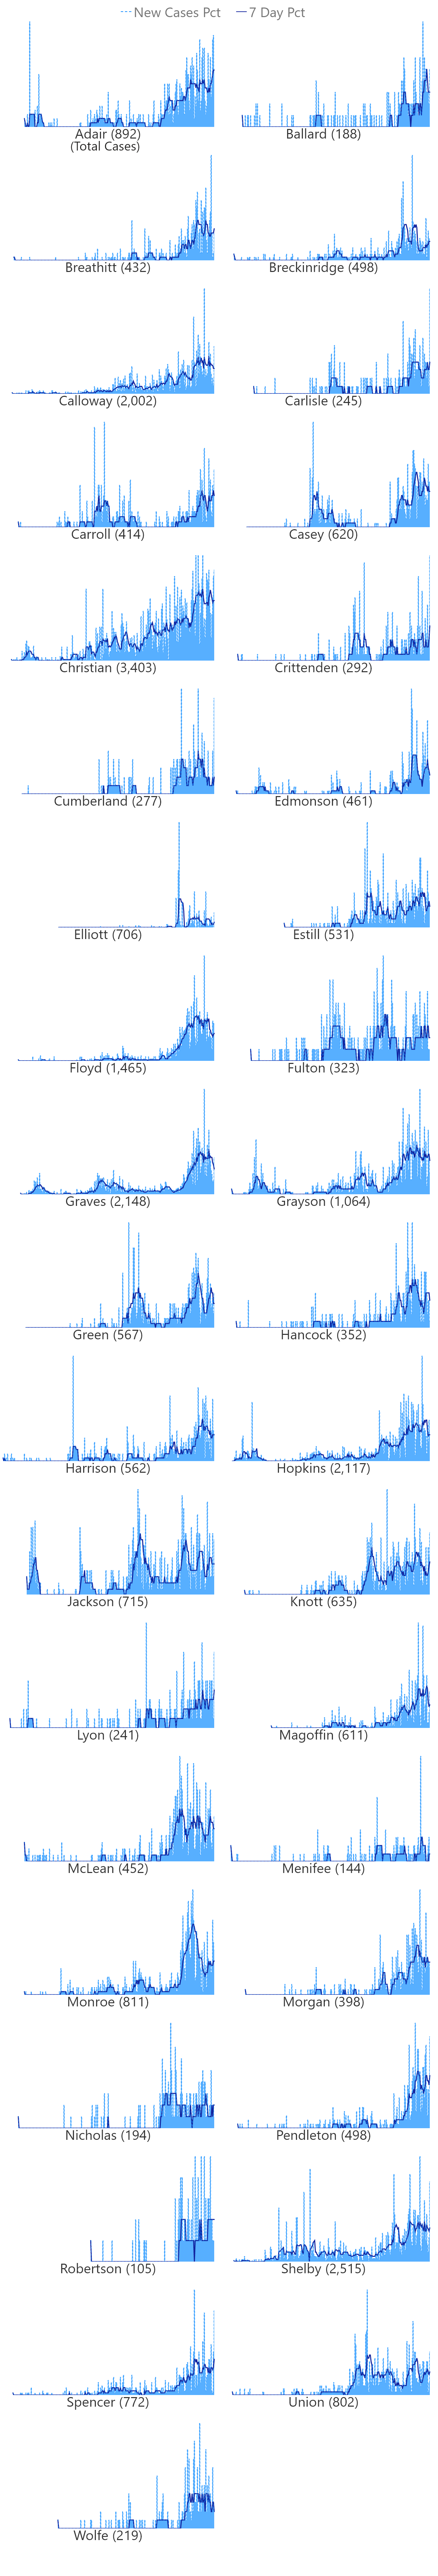 New Cases Pct 7 Day Pct
Adair (892) Ballard (188)
(Total Cases)
Breathitt (432) Breckinridge (498)
Calloway (2,002) Carlisle (245)
Carroll (414) Casey (620)
Christian (3,403) Crittenden (292)
Cumberland (277) Edmonson (461)
Elliott (706) Estill (531)
Floyd (1,465) Fulton (323)
Graves (2,148) Grayson (1,064)
Green (567) Hancock (352)
Harrison (562) Hopkins (2,117)
Jackson (715) Knott (635)
Lyon (241) Magoffin (611)
McLean (452) Menifee (144)
Monroe (811) Morgan (398)
Nicholas (194) Pendleton (498)
Robertson (105) Shelby (2,515)
Spencer (772) Union (802)
Wolfe (219)